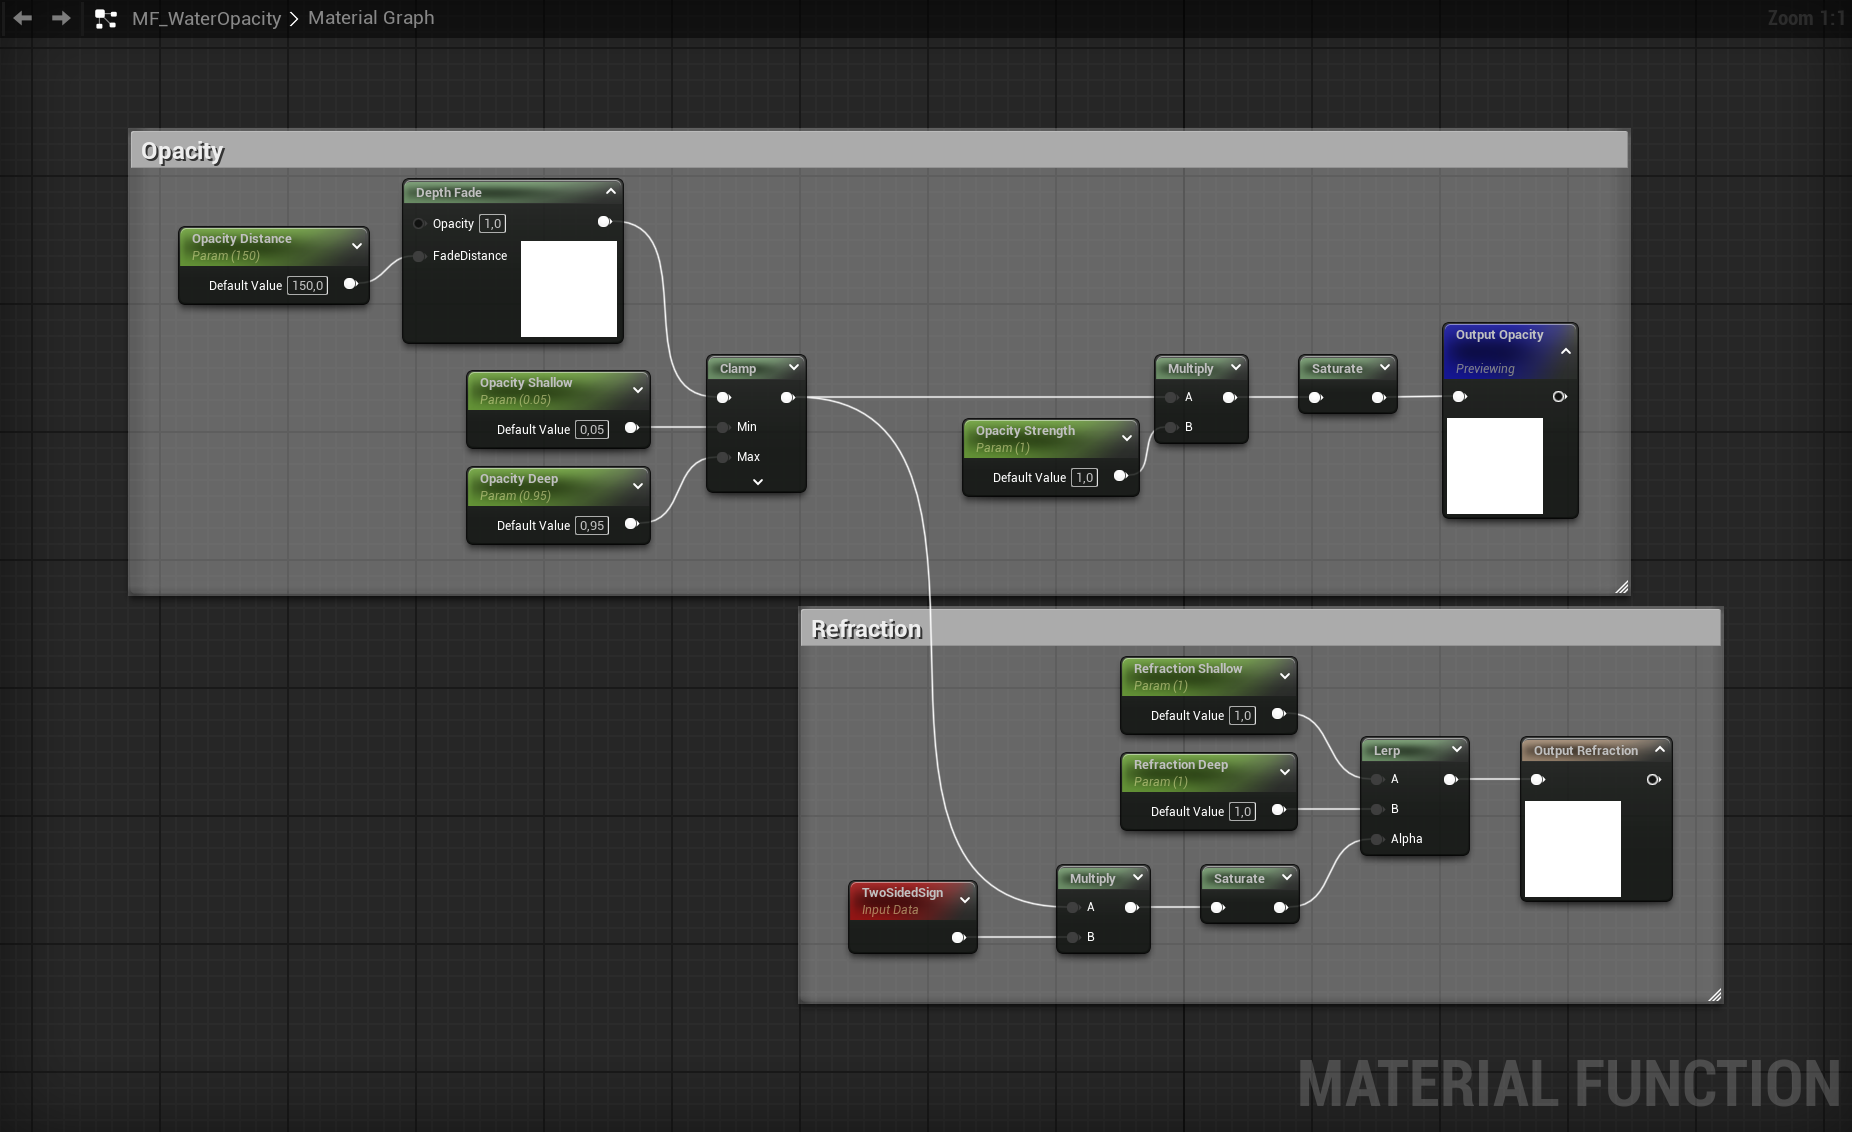 MF_WaterOpacity > Material Graph
Zoom 1:1
Opacity
Depth Fade
Opacity 1,0
FadeDistance
Opacity Distance
Param (150)
Default Value 150,0
Opacity Shallow
Param (0.05)
Default Value 0,05
Opacity Deep
Param (0.95)
Default Value 0,95
Clamp
Min
Max
Opacity Strength
Param (1)
Default Value 1,0
Multiply
A
B
Saturate
Output Opacity
Previewing
Refraction
Refraction Shallow
Param (1)
Default Value 1,0
Refraction Deep
Param (1)
Default Value 1,0
TwoSidedSign
Input Data
Multiply
A
B
Saturate
Lerp
A
B
Alpha
Output Refraction
MATERIAL FUNCTION